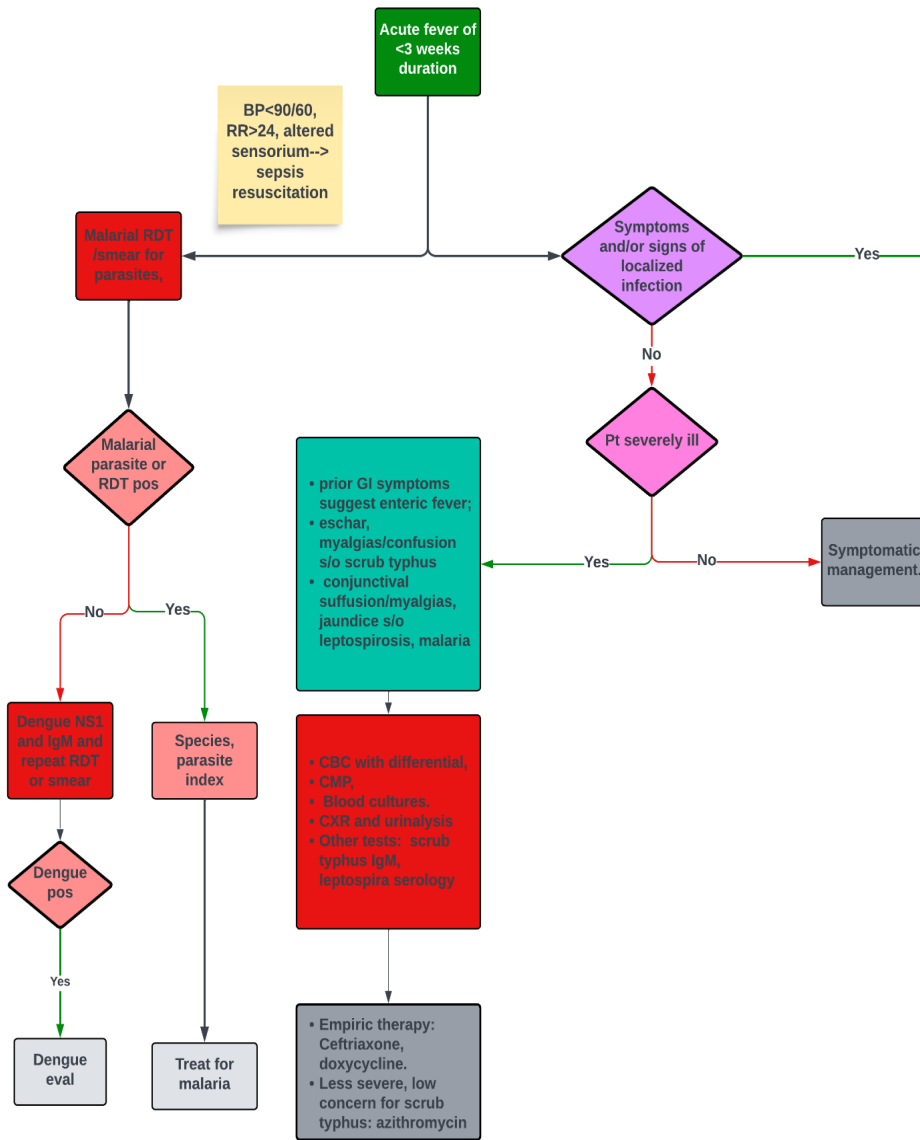 Acute fever of
<3 weeks
duration
BP<90/60,
RR>24, altered
sensorium-->
sepsis
resuscitation
Malarial RDT
/smear for
parasites,
Symptoms
and/or signs of
localized
infection
Yes
No
Malarial
parasite or
RDT pos
Pt severely ill
• prior GI symptoms
suggest enteric fever;
• eschar,
myalgias/confusion
s/o scrub typhus
• conjunctival
suffusion/myalgias,
jaundice s/o
leptospirosis, malaria
Yes
No
Symptomatic
management.
No
Yes
Dengue NS1
and IgM and
repeat RDT
or smear
Species,
parasite
index
• CBC with differential,
• CMP,
• Blood cultures.
• CXR and urinalysis
• Other tests: scrub
typhus IgM,
leptospira serology
Dengue
pos
Yes
Dengue
eval
Treat for
malaria
• Empiric therapy:
Ceftriaxone,
doxycycline.
• Less severe, low
concern for scrub
typhus: azithromycin